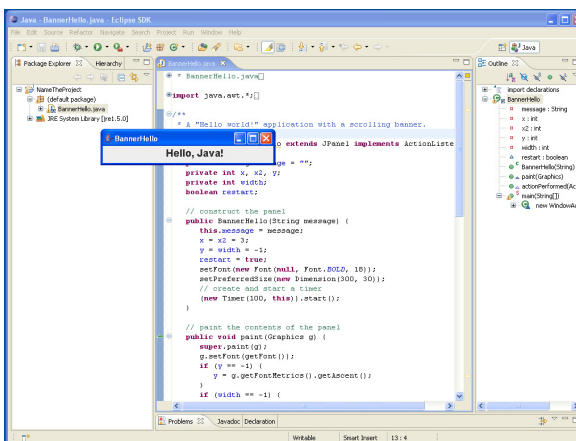 Java - BannerHello.java - Eclipse SDK
File Edit Source Refactor Navigate Search Project Run Window Help
Java
Package Explorer
Hierarchy
NameTheProject
(default package)
BannerHello.java
JRE System Library [jre1.5.0]
BannerHello.java
* BannerHello.java
import java.awt.*;
/**
* A "Hello world!" application with a scrolling banner.
BannerHello
Hello, Java!
extends JPanel implements ActionListe
= "";
private int x, x2, y;
private int width;
boolean restart;
// construct the panel
public BannerHello(String message) {
this.message = message;
x = x2 = 3;
y = width = -1;
restart = true;
setFont(new Font(null, Font.BOLD, 18));
setPreferredSize(new Dimension(300, 30));
// create and start a timer
(new Timer(100, this)).start();
}
// paint the contents of the panel
public void paint(Graphics g) {
super.paint(g);
g.setFont(getFont());
if (y == -1) {
y = g.getFontMetrics().getAscent();
}
if (width == -1) {
Outline
import declarations
BannerHello
message : String
x : int
x2 : int
y : int
width : int
restart : boolean
BannerHello(String)
paint(Graphics)
actionPerformed(Ac
main(String[])
new WindowA
Problems
Javadoc
Declaration
Writable
Smart Insert
13 : 4